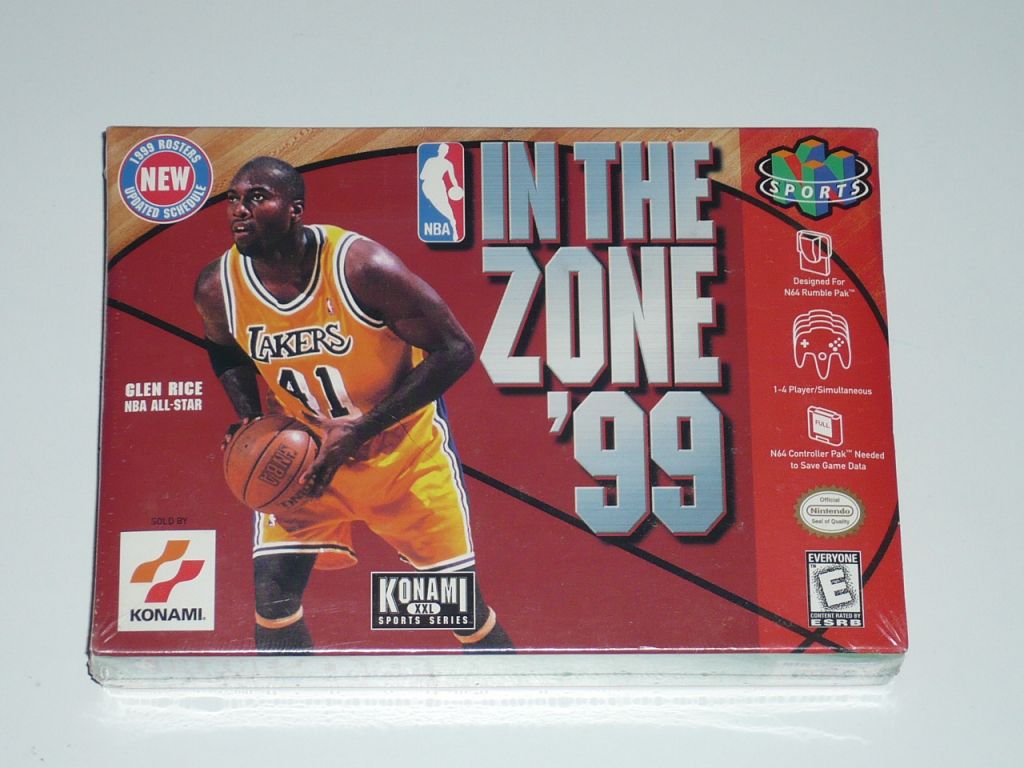 1999 ROSTERS
NEW
UPDATED SCHEDULE
NBA
IN THE
ZONE
'99
SPORTS
Designed For
N64 Rumble Pak™
1-4 Player/Simultaneous
FULL
N64 Controller Pak™ Needed
to Save Game Data
Official
Nintendo
Seal of Quality
EVERYONE
E
CONTENT RATED BY
ESRB
LAKERS
41
GLEN RICE
NBA ALL-STAR
SOLD BY
KONAMI
KONAMI
XXL
SPORTS SERIES